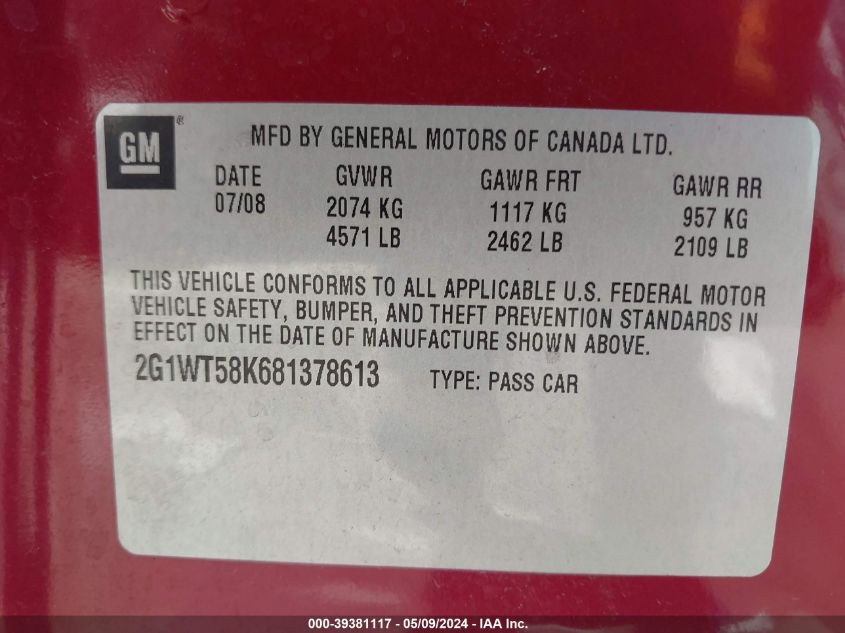 GM®
MFD BY GENERAL MOTORS OF CANADA LTD.
DATE GVWR GAWR FRT GAWR RR
07/08 2074 KG 1117 KG 957 KG
4571 LB 2462 LB 2109 LB
THIS VEHICLE CONFORMS TO ALL APPLICABLE U.S. FEDERAL MOTOR
VEHICLE SAFETY, BUMPER, AND THEFT PREVENTION STANDARDS IN
EFFECT ON THE DATE OF MANUFACTURE SHOWN ABOVE.
2G1WT58K681378613 TYPE: PASS CAR
000-39381117 - 05/09/2024 - IAA Inc.